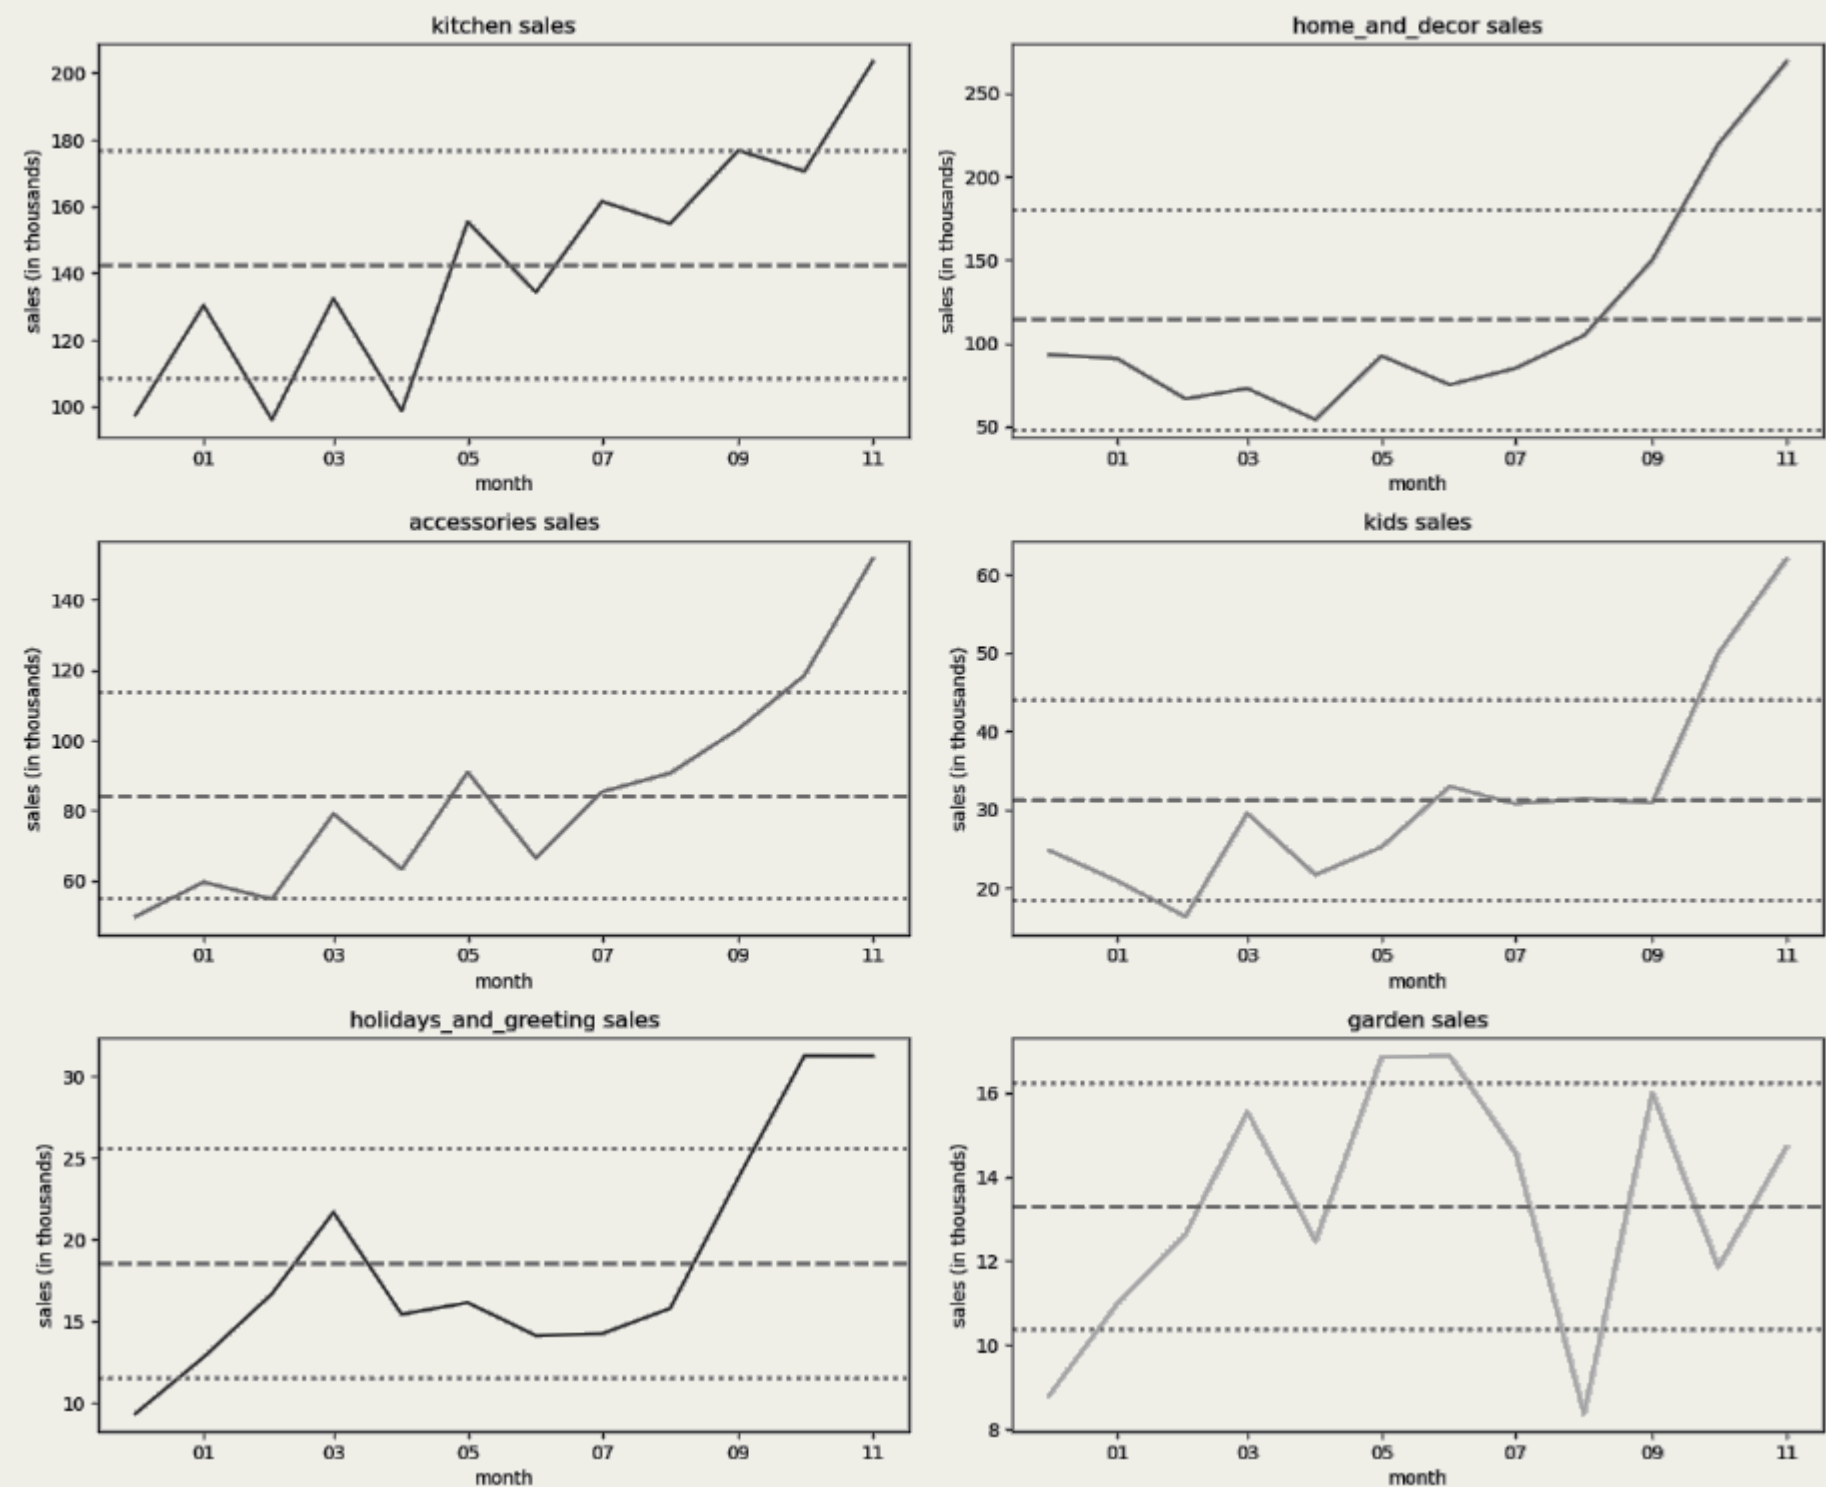 kitchen sales
200
180
160
140
120
100
sales (in thousands)
01 03 05 07 09 11
month
home_and_decor sales
250
200
150
100
50
sales (in thousands)
01 03 05 07 09 11
month
accessories sales
140
120
100
80
60
sales (in thousands)
01 03 05 07 09 11
month
kids sales
60
50
40
30
20
sales (in thousands)
01 03 05 07 09 11
month
holidays_and_greeting sales
30
25
20
15
10
sales (in thousands)
01 03 05 07 09 11
month
garden sales
16
14
12
10
8
sales (in thousands)
01 03 05 07 09 11
month